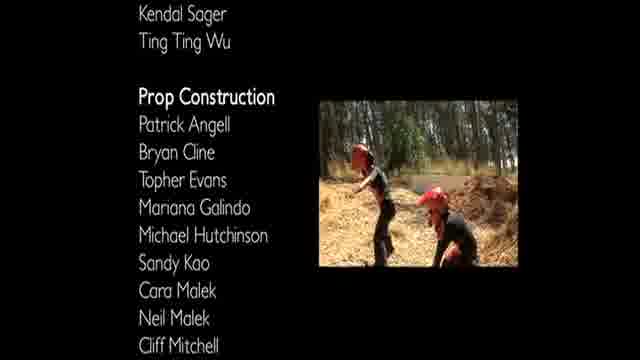 Kendal Sager
Ting Ting Wu
Prop Construction
Patrick Angell
Bryan Cline
Topher Evans
Mariana Galindo
Michael Hutchinson
Sandy Kao
Cara Malek
Neil Malek
Cliff Mitchell